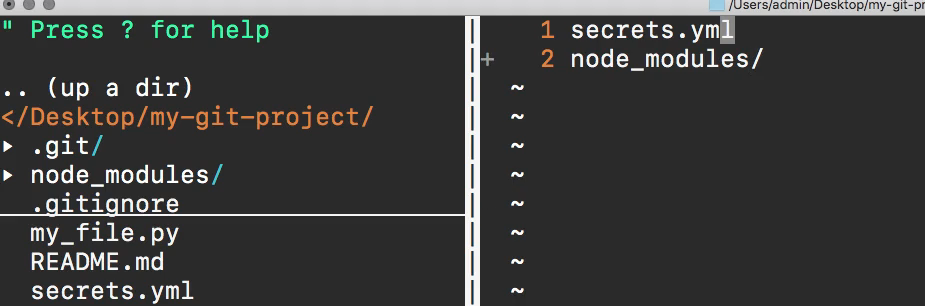 /Users/admin/Desktop/my-git-pr
" Press ? for help
.. (up a dir)
</Desktop/my-git-project/
▸ .git/
▸ node_modules/
.gitignore
my_file.py
README.md
secrets.yml
1 secrets.yml
+ 2 node_modules/
~
~
~
~
~
~
~
~